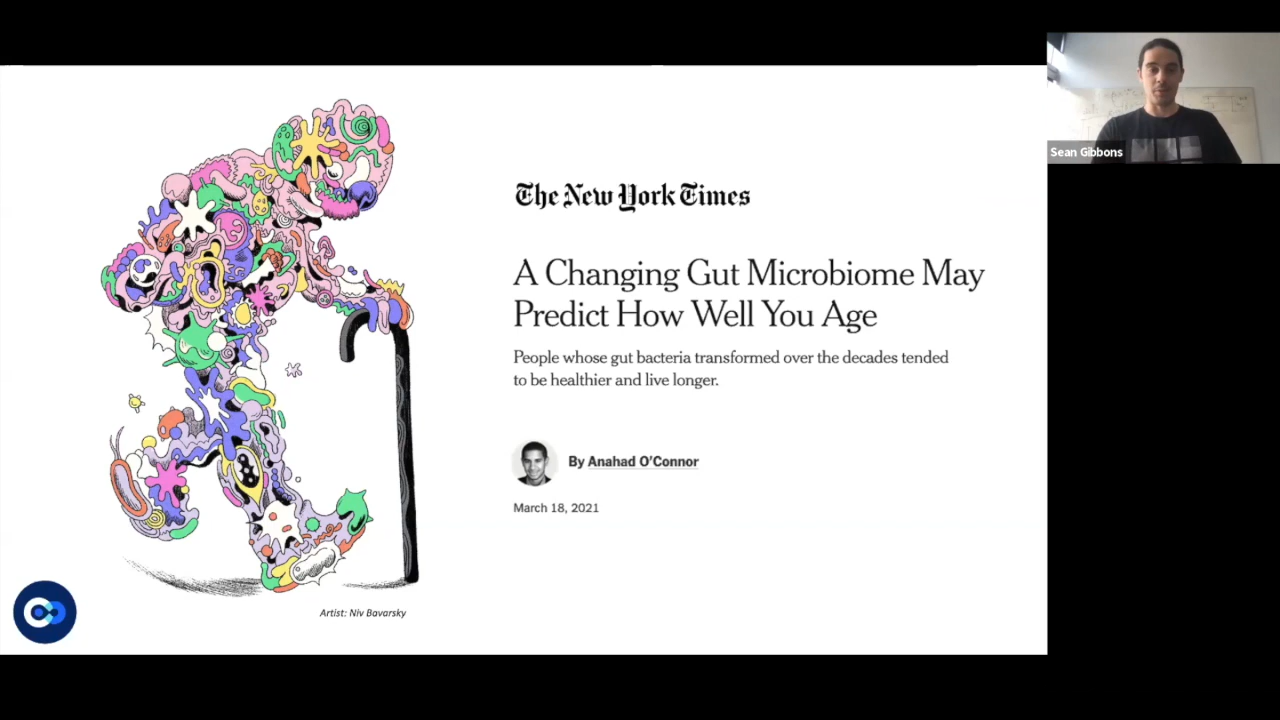 The New York Times
A Changing Gut Microbiome May
Predict How Well You Age
People whose gut bacteria transformed over the decades tended
to be healthier and live longer.
By Anahad O'Connor
March 18, 2021
Artist: Niv Bavarsky
Sean Gibbons